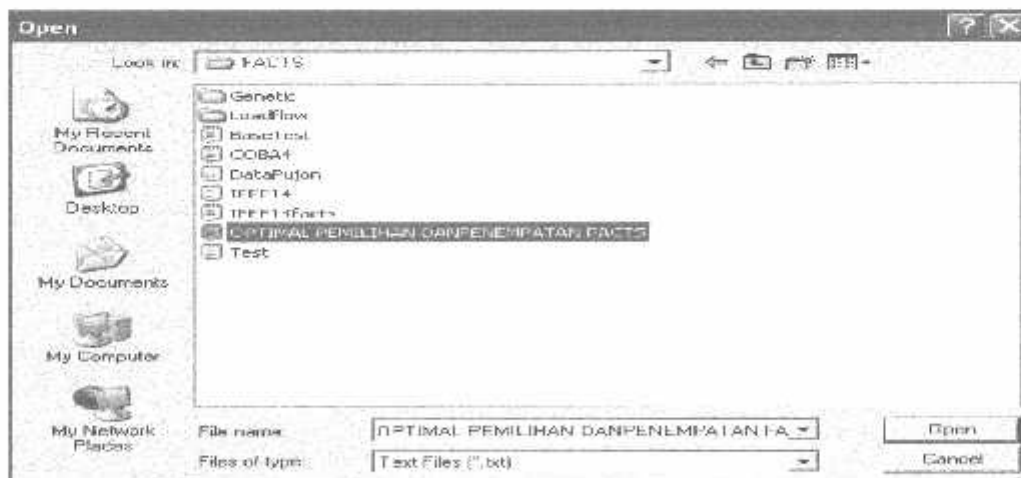 Open
Look in: FACTS
Genetic
Loadflow
BaseTest
COBA4
DataPujon
IEEE14
IEEE14Facts
OPTIMAL PEMILIHAN DANPENEMPATAN FACTS
Test
My Recent
Documents
Desktop
My Documents
My Computer
My Network
Places
File name: OPTIMAL PEMILIHAN DANPENEMPATAN FA
Open
Files of type: Text Files (*.txt)
Cancel